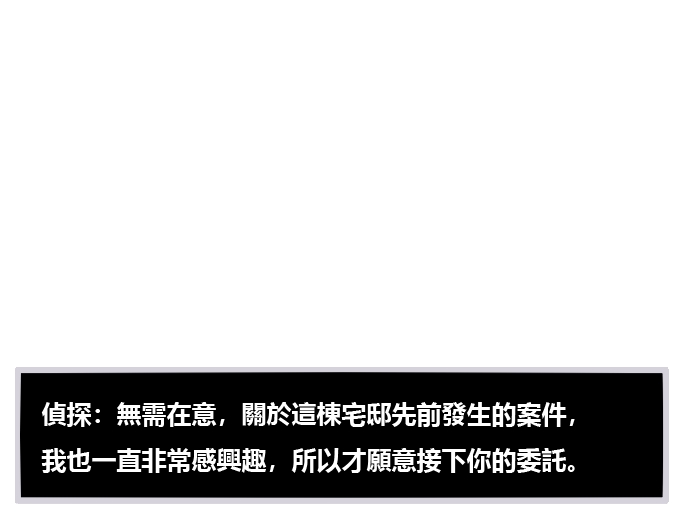 偵探：無需在意，關於這棟宅邸先前發生的案件，
我也一直非常感興趣，所以才願意接下你的委託。